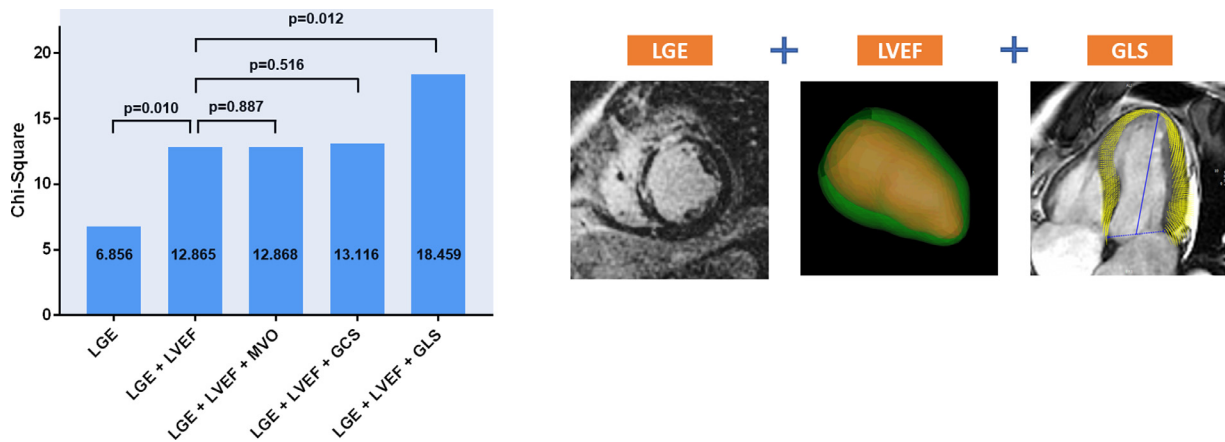 p=0.012
p=0.516
p=0.010
p=0.887
Chi-Square
20
15
10
5
0
6.856
12.865
12.868
13.116
18.459
LGE
LGE + LVEF
LGE + LVEF + MVO
LGE + LVEF + GCS
LGE + LVEF + GLS
LGE + LVEF + GLS